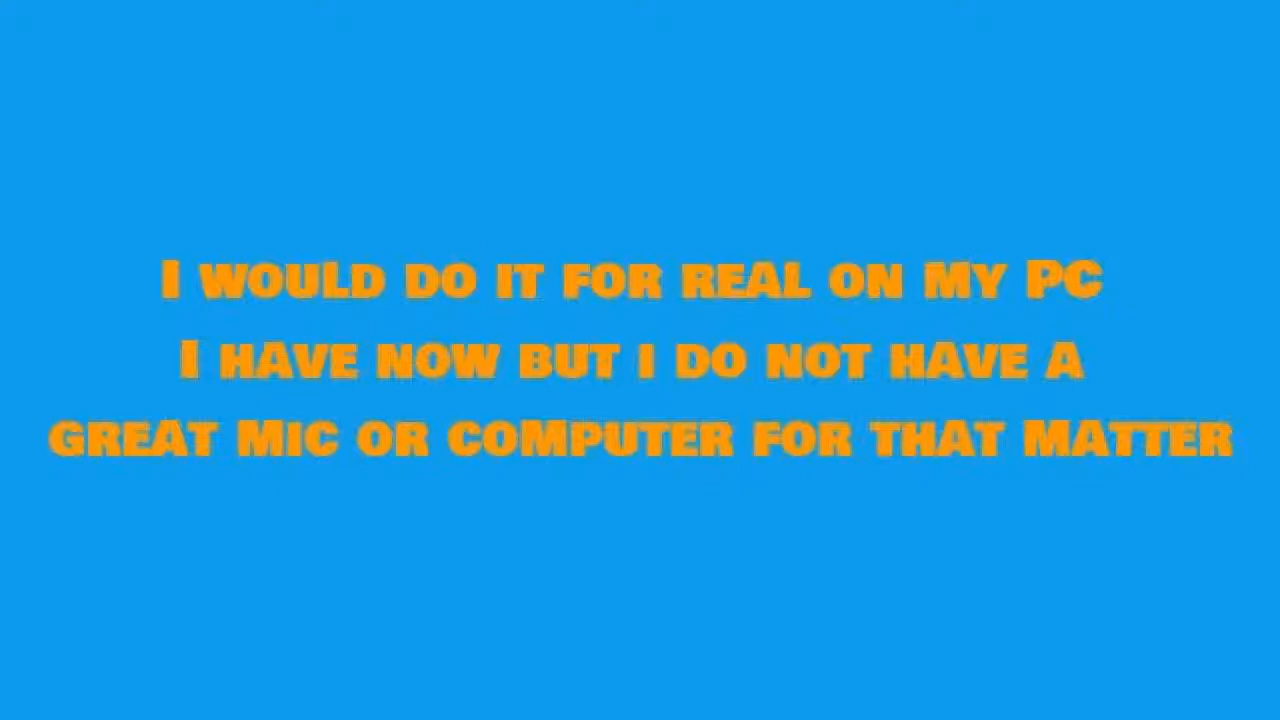 I would do it for real on my PC
I have now but i do not have a
great mic or computer for that matter